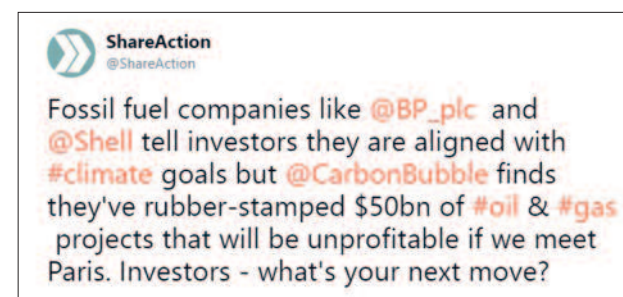 ShareAction
@ShareAction
Fossil fuel companies like @BP_plc and
@Shell tell investors they are aligned with
#climate goals but @CarbonBubble finds
they've rubber-stamped $50bn of #oil & #gas
projects that will be unprofitable if we meet
Paris. Investors - what's your next move?